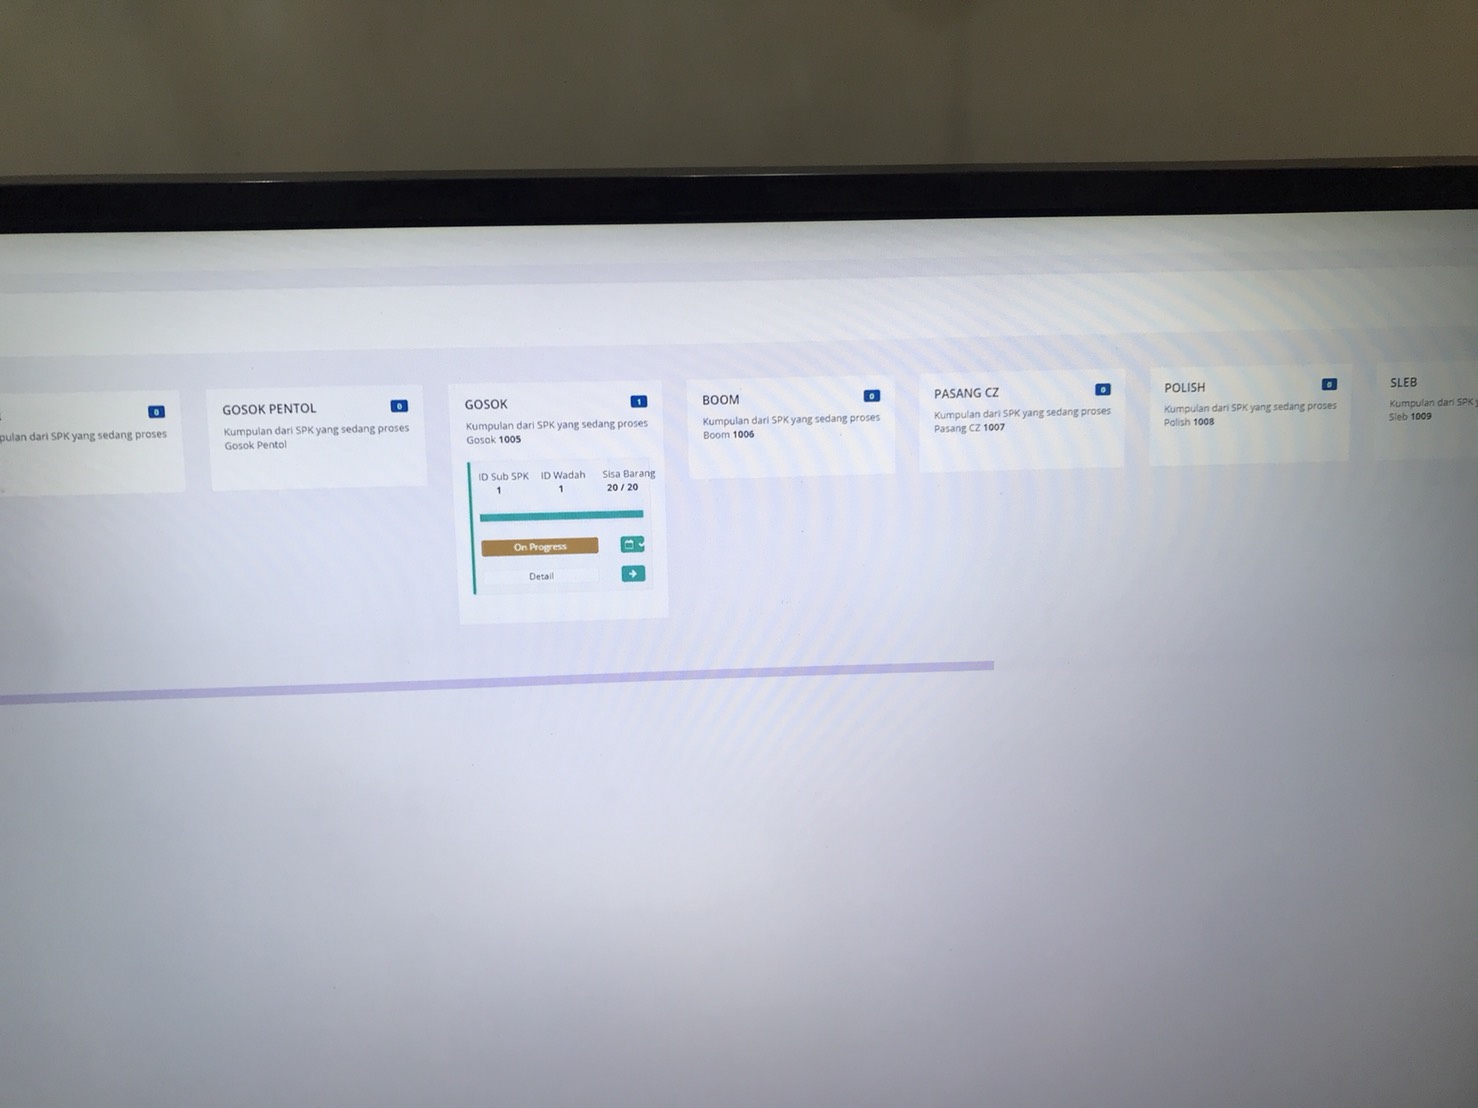 0
pulan dari SPK yang sedang proses
GOSOK PENTOL
0
Kumpulan dari SPK yang sedang proses
Gosok Pentol
GOSOK
1
Kumpulan dari SPK yang sedang proses
Gosok 1005
ID Sub SPK ID Wadah Sisa Barang
1 1 20 / 20
On Progress
Detail
BOOM
0
Kumpulan dari SPK yang sedang proses
Boom 1006
PASANG CZ
0
Kumpulan dari SPK yang sedang proses
Pasang CZ 1007
POLISH
0
Kumpulan dari SPK yang sedang proses
Polish 1008
SLEB
Kumpulan dari SPK y
Sleb 1009